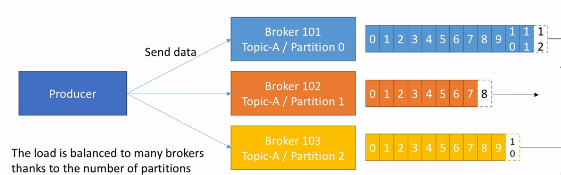 Broker 101
Topic-A / Partition 0
0 1 2 3 4 5 6 7 8 9 10 11 12
Send data
Producer
Broker 102
Topic-A / Partition 1
0 1 2 3 4 5 6 7 8
Broker 103
Topic-A / Partition 2
0 1 2 3 4 5 6 7 8 9 10
The load is balanced to many brokers
thanks to the number of partitions